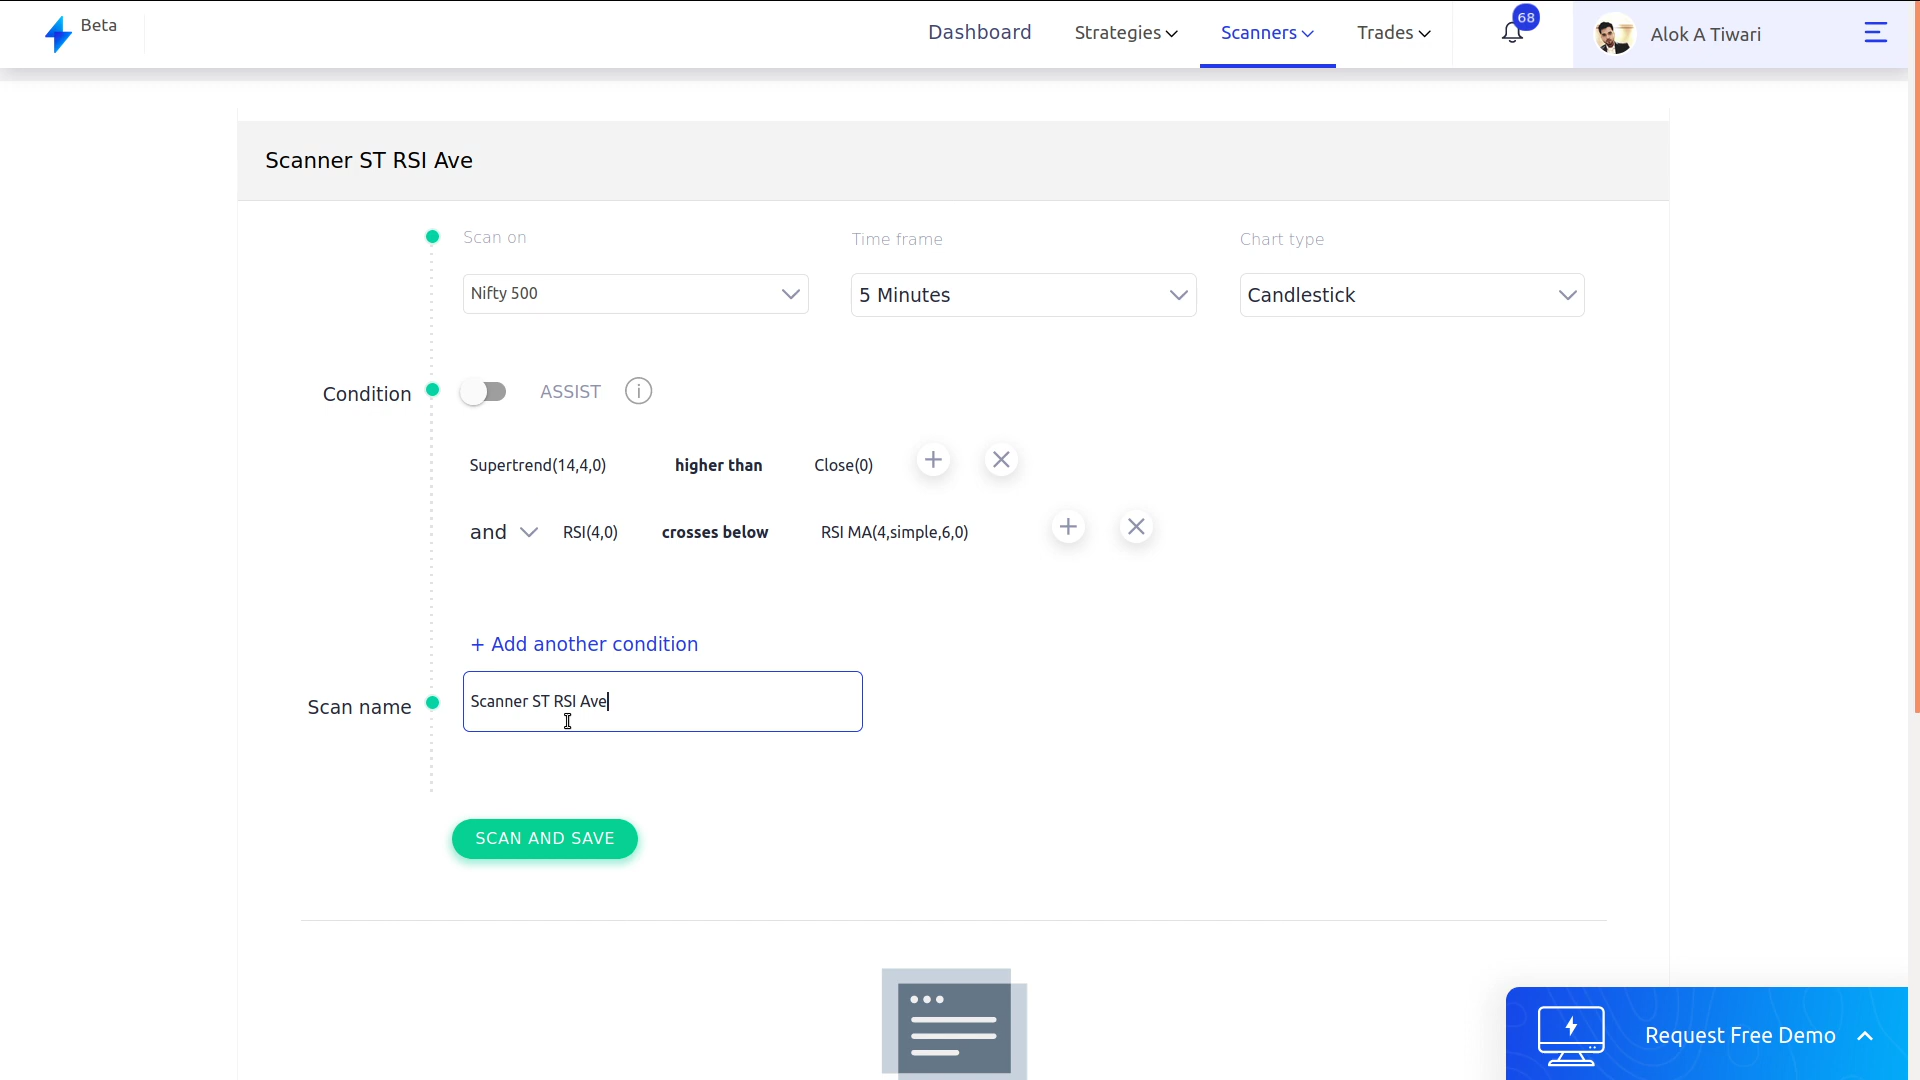 Beta
Dashboard Strategies Scanners Trades 68 Alok A Tiwari
Scanner ST RSI Ave
Scan on Time frame Chart type
Nifty 500 5 Minutes Candlestick
Condition ASSIST i
Supertrend(14,4,0) higher than Close(0)
and RSI(4,0) crosses below RSI MA(4,simple,6,0)
+ Add another condition
Scan name Scanner ST RSI Ave
SCAN AND SAVE
Request Free Demo